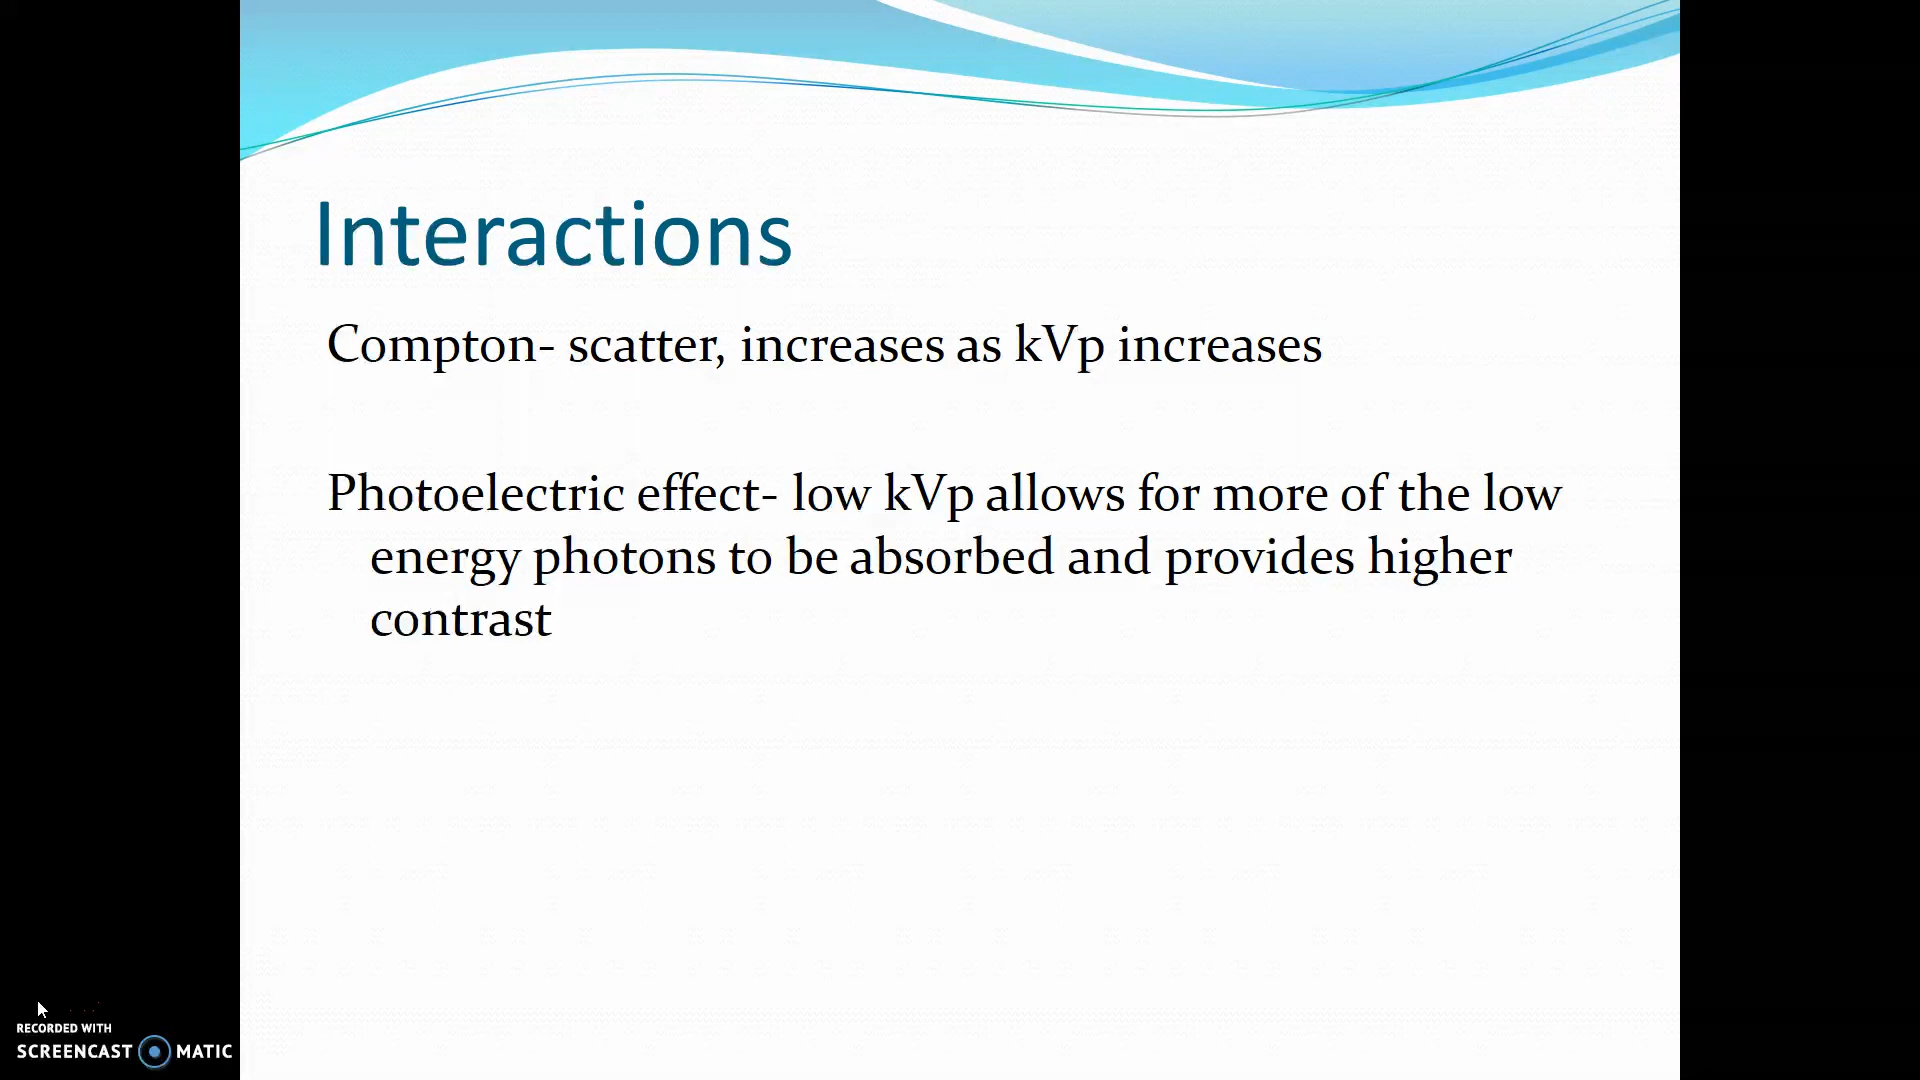 Interactions
Compton- scatter, increases as kVp increases
Photoelectric effect- low kVp allows for more of the low
energy photons to be absorbed and provides higher
contrast
RECORDED WITH
SCREENCAST MATIC